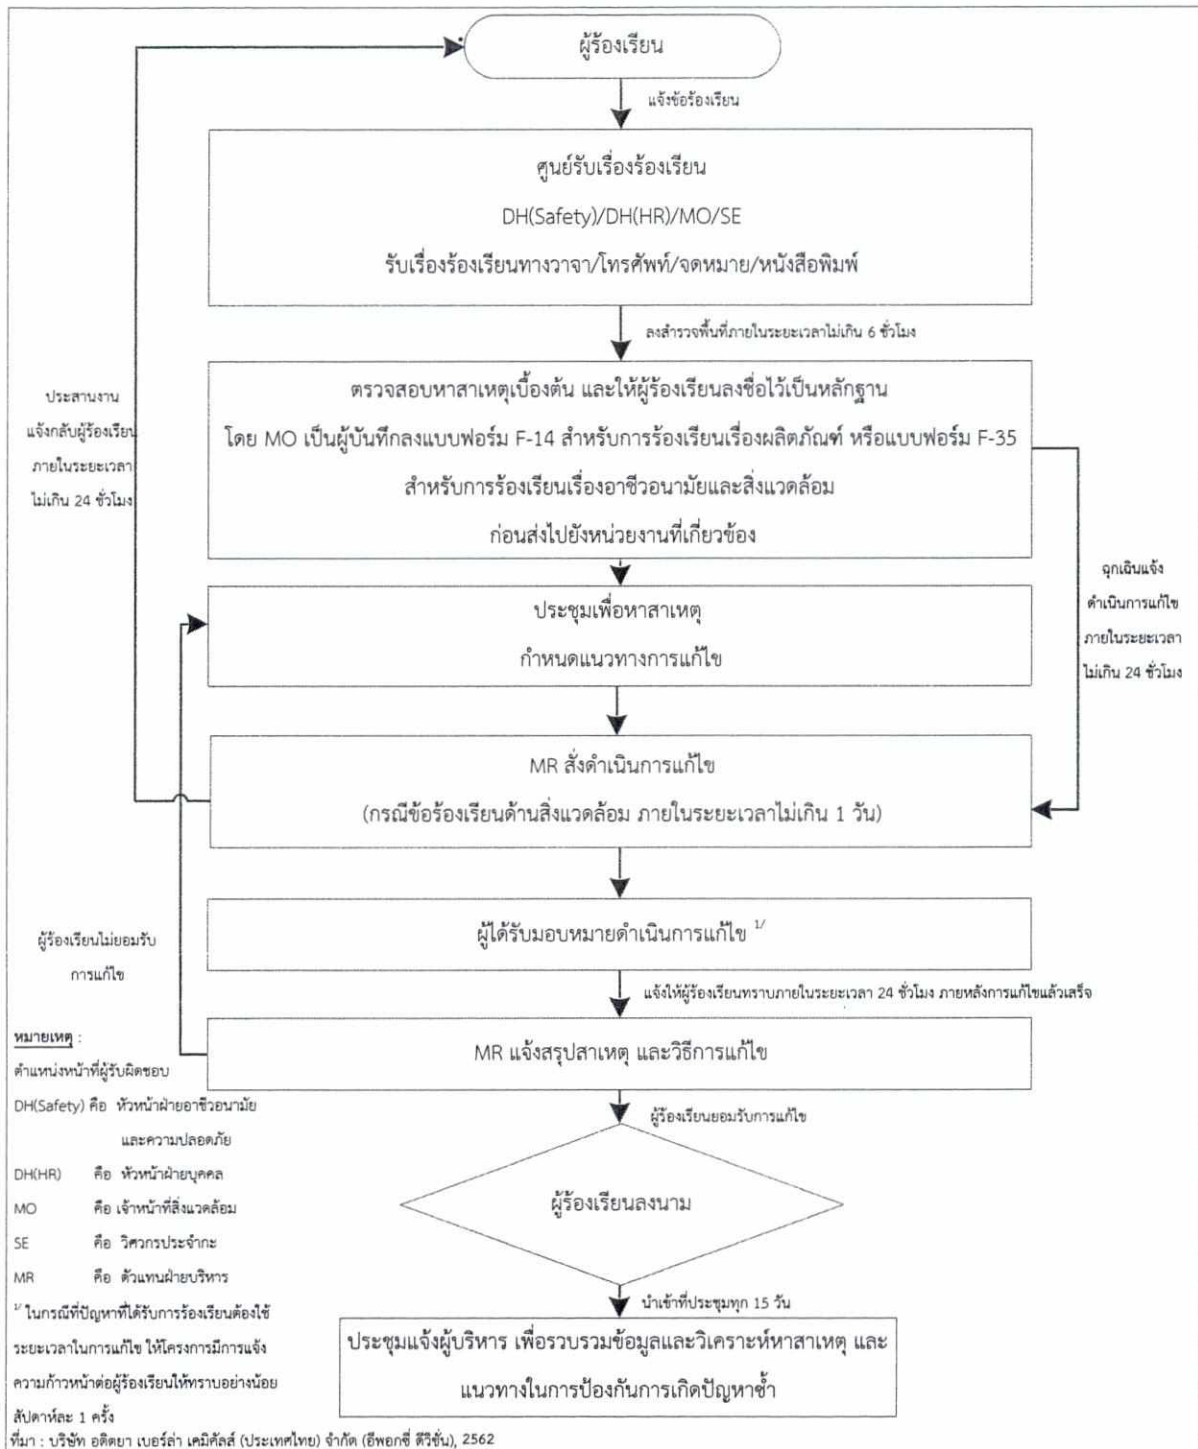 ผู้ร้องเรียน
แจ้งข้อร้องเรียน
ศูนย์รับเรื่องร้องเรียน
DH(Safety)/DH(HR)/MO/SE
รับเรื่องร้องเรียนทางวาจา/โทรศัพท์/จดหมาย/หนังสือพิมพ์
ลงสำรวจพื้นที่ภายในระยะเวลาไม่เกิน 6 ชั่วโมง
ตรวจสอบหาสาเหตุเบื้องต้น และให้ผู้ร้องเรียนลงชื่อไว้เป็นหลักฐาน
โดย MO เป็นผู้บันทึกลงแบบฟอร์ม F-14 สำหรับการร้องเรียนเรื่องผลิตภัณฑ์ หรือแบบฟอร์ม F-35
สำหรับการร้องเรียนเรื่องอาชีวอนามัยและสิ่งแวดล้อม
ก่อนส่งไปยังหน่วยงานที่เกี่ยวข้อง
ประสานงาน
แจ้งกลับผู้ร้องเรียน
ภายในระยะเวลา
ไม่เกิน 24 ชั่วโมง
ฉุกเฉินแจ้ง
ดำเนินการแก้ไข
ภายในระยะเวลา
ไม่เกิน 24 ชั่วโมง
ประชุมเพื่อหาสาเหตุ
กำหนดแนวทางการแก้ไข
MR สั่งดำเนินการแก้ไข
(กรณีข้อร้องเรียนด้านสิ่งแวดล้อม ภายในระยะเวลาไม่เกิน 1 วัน)
ผู้ได้รับมอบหมายดำเนินการแก้ไข 1/
ผู้ร้องเรียนไม่ยอมรับ
การแก้ไข
แจ้งให้ผู้ร้องเรียนทราบภายในระยะเวลา 24 ชั่วโมง ภายหลังการแก้ไขแล้วเสร็จ
MR แจ้งสรุปสาเหตุ และวิธีการแก้ไข
ผู้ร้องเรียนยอมรับการแก้ไข
ผู้ร้องเรียนลงนาม
นำเข้าที่ประชุมทุก 15 วัน
ประชุมแจ้งผู้บริหาร เพื่อรวบรวมข้อมูลและวิเคราะห์หาสาเหตุ และ
แนวทางในการป้องกันการเกิดปัญหาซ้ำ
หมายเหตุ :
ตำแหน่งหน้าที่ผู้รับผิดชอบ
DH(Safety) คือ หัวหน้าฝ่ายอาชีวอนามัย
และความปลอดภัย
DH(HR) คือ หัวหน้าฝ่ายบุคคล
MO คือ เจ้าหน้าที่สิ่งแวดล้อม
SE คือ วิศวกรประจำกะ
MR คือ ตัวแทนฝ่ายบริหาร
1/ ในกรณีที่ปัญหาที่ได้รับการร้องเรียนต้องใช้
ระยะเวลาในการแก้ไข ให้โครงการมีการแจ้ง
ความก้าวหน้าต่อผู้ร้องเรียนให้ทราบอย่างน้อย
สัปดาห์ละ 1 ครั้ง
ที่มา : บริษัท อดิตยา เบอร์ล่า เคมิคัลส์ (ประเทศไทย) จำกัด (อีพอกซี่ ดีวิชั่น), 2562